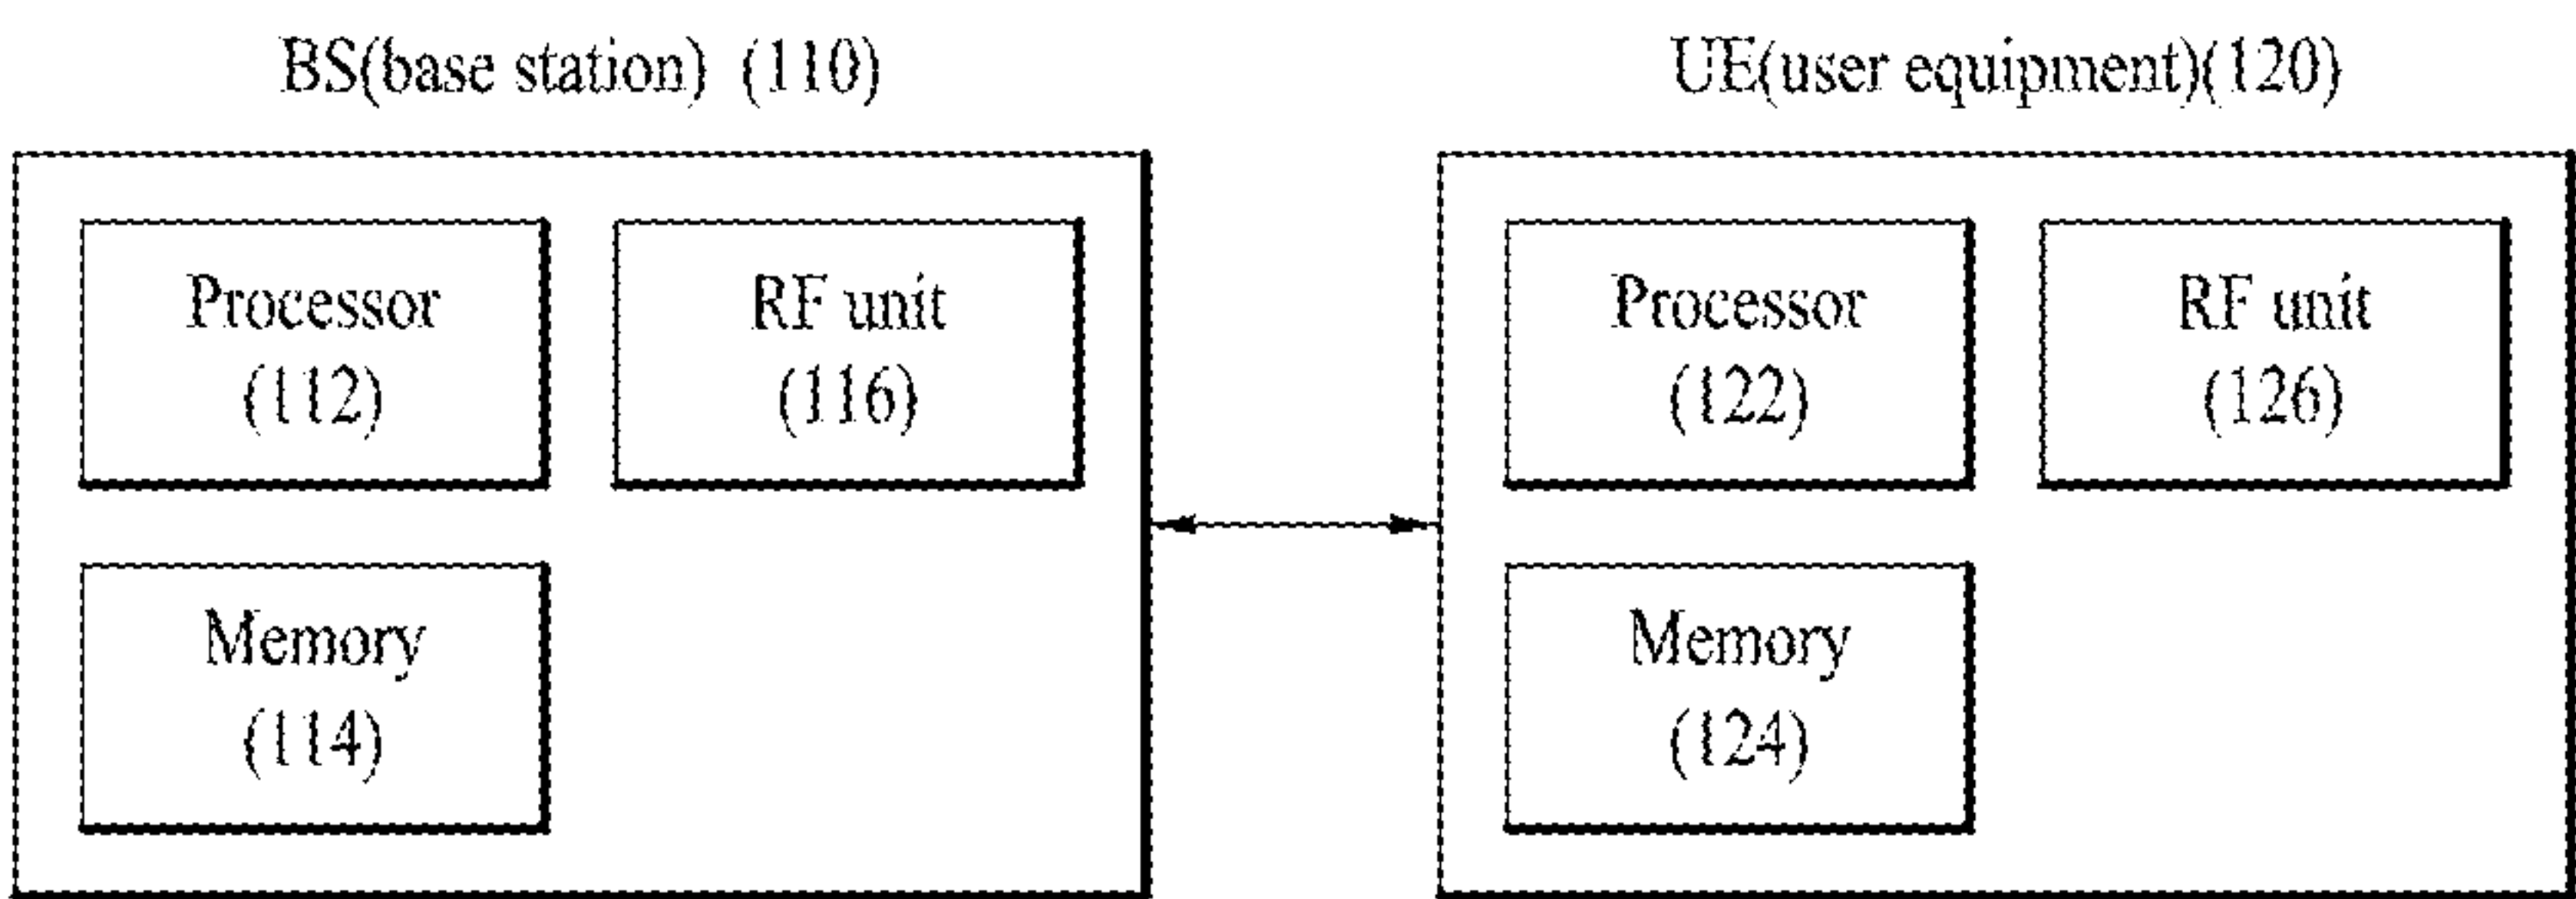 BS(base station) (110)
Processor
(112)
RF unit
(116)
Memory
(114)
UE(user equipment)(120)
Processor
(122)
RF unit
(126)
Memory
(124)